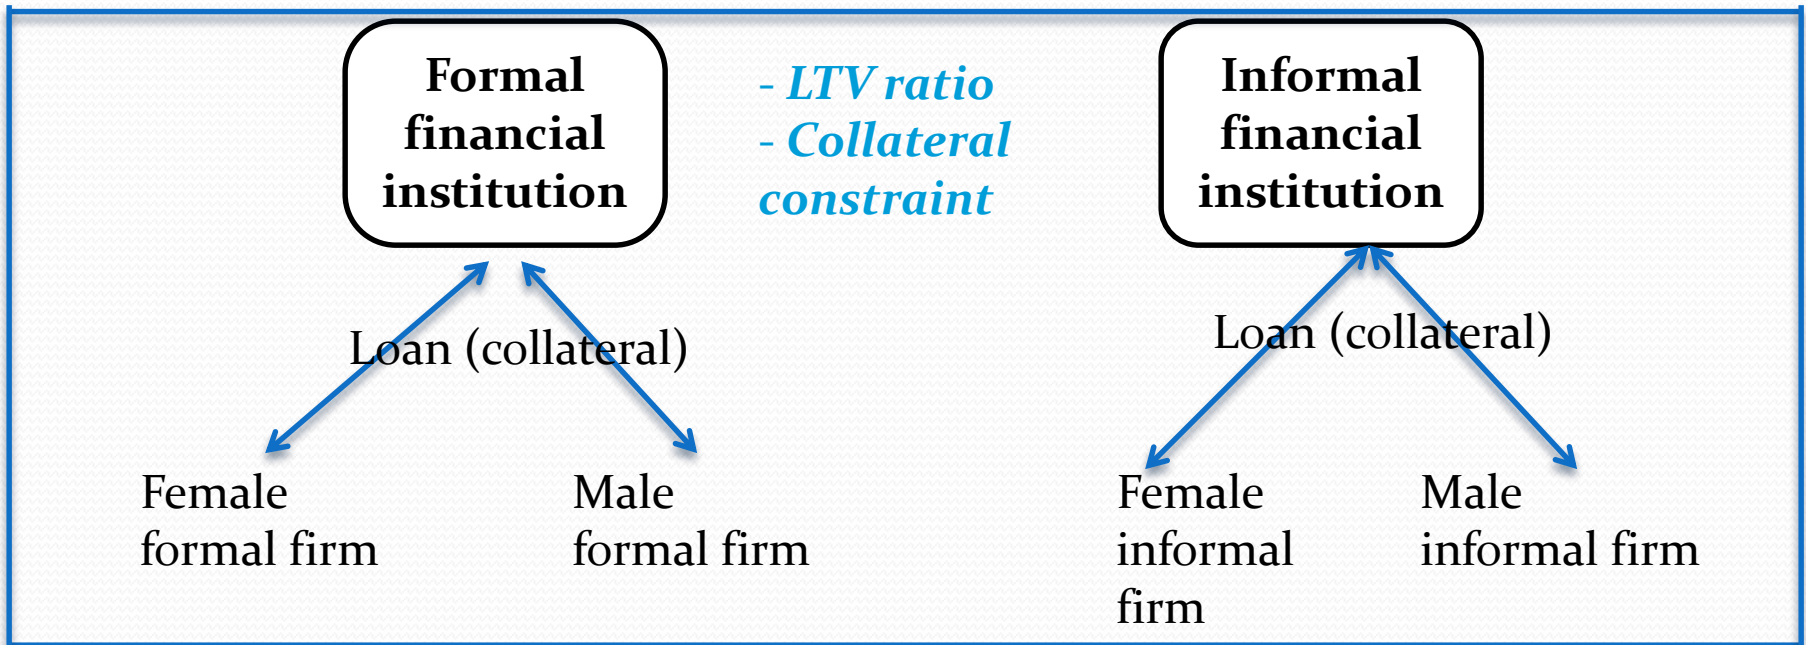 Formal
financial
institution
- LTV ratio
- Collateral
constraint
Informal
financial
institution
Loan (collateral)
Loan (collateral)
Female
formal firm
Male
formal firm
Female
informal
firm
Male
informal firm